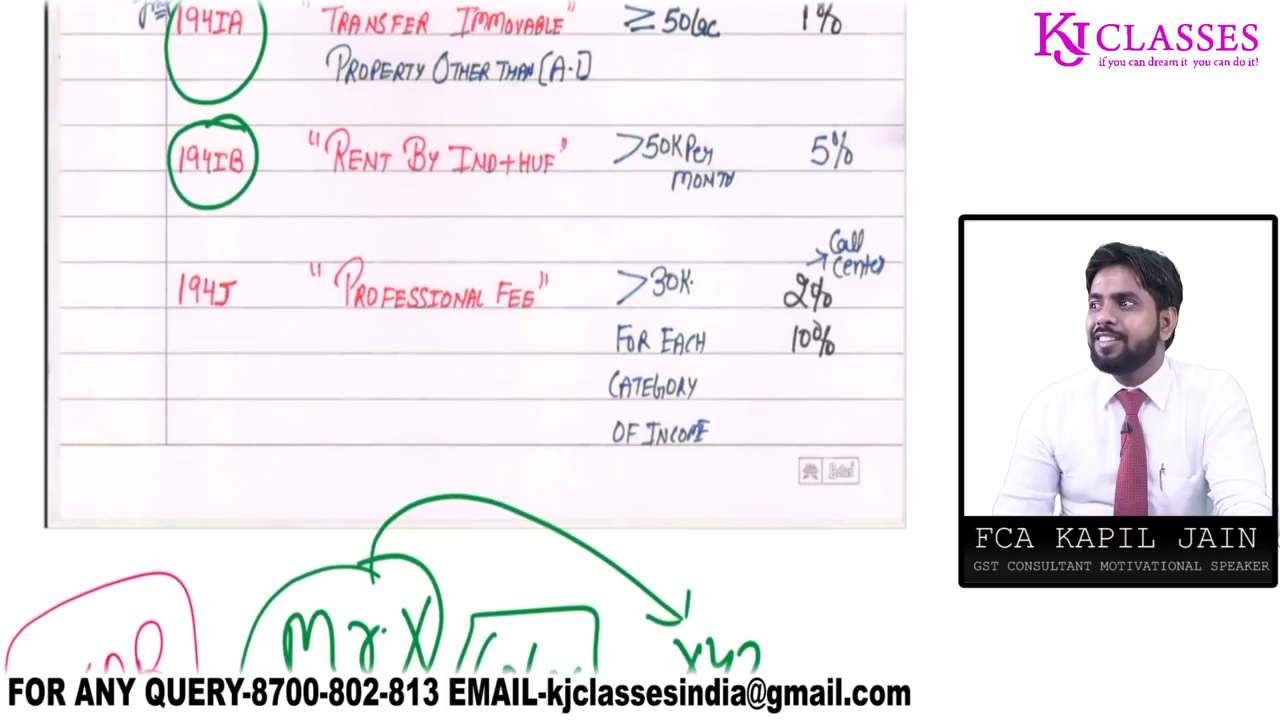 194IA "TRANSFER IMMOVABLE" ≥ 50lac 1%
PROPERTY OTHER THAN [A.L]
194IB "RENT BY IND+HUF" >50K Per 5%
MONTH
Call
→ Center
194J "PROFESSIONAL FEE" >30K. 2%
FOR EACH 10%
CATEGORY
OF INCOME
Mr. X
XYZ
KJ CLASSES
if you can dream it you can do it!
FCA KAPIL JAIN
GST CONSULTANT MOTIVATIONAL SPEAKER
FOR ANY QUERY-8700-802-813 EMAIL-kjclassesindia@gmail.com